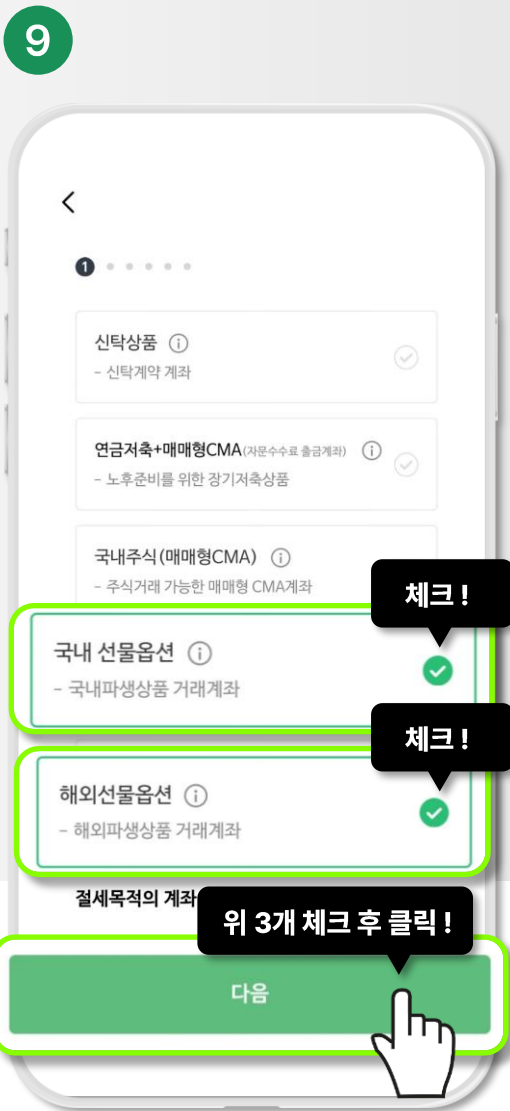 9
1
신탁상품
- 신탁계약 계좌
연금저축+매매형CMA(자문수수료 출금계좌)
- 노후준비를 위한 장기저축상품
국내주식(매매형CMA)
- 주식거래 가능한 매매형 CMA계좌
체크!
국내 선물옵션
- 국내파생상품 거래계좌
체크!
해외선물옵션
- 해외파생상품 거래계좌
절세목적의 계좌
위 3개 체크 후 클릭!
다음